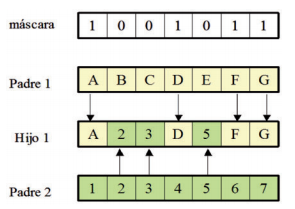 máscara 1 0 0 1 0 1 1
Padre 1 A B C D E F G
Hijo 1 A 2 3 D 5 F G
Padre 2 1 2 3 4 5 6 7